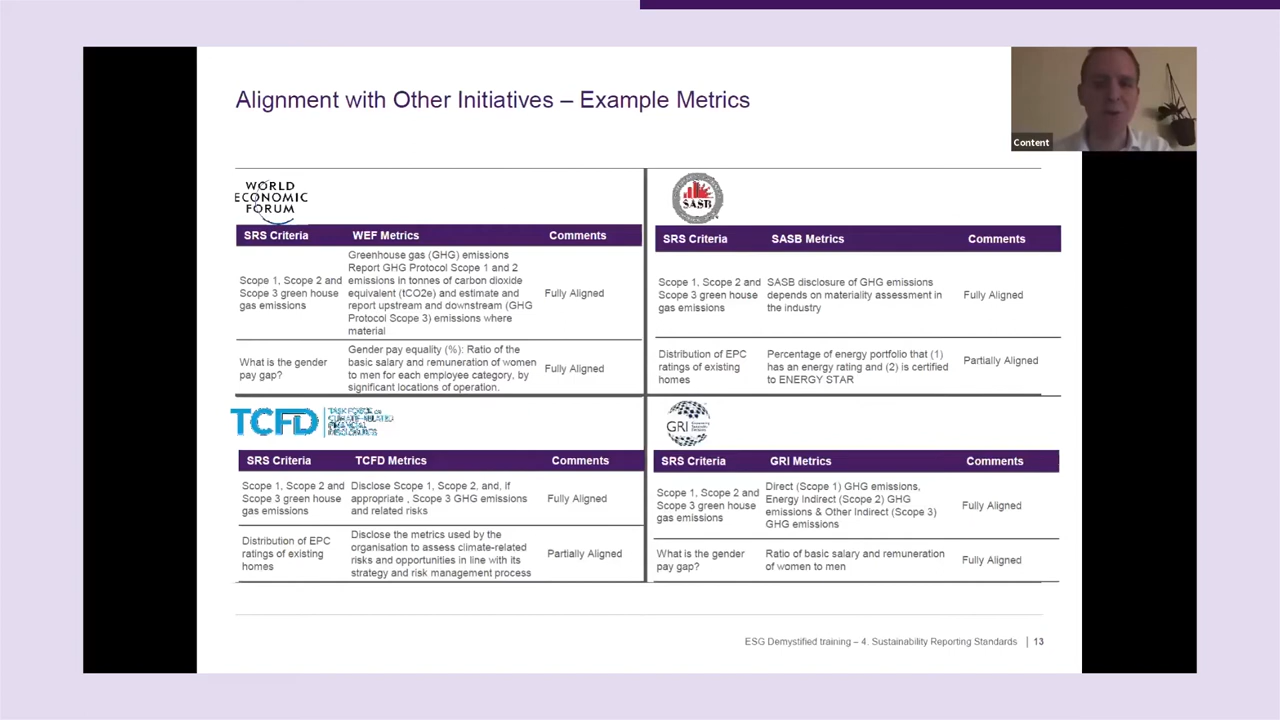 Alignment with Other Initiatives – Example Metrics
Content
WORLD
ECONOMIC
FORUM
SRS Criteria WEF Metrics Comments
Scope 1, Scope 2 and
Scope 3 green house
gas emissions
Greenhouse gas (GHG) emissions
Report GHG Protocol Scope 1 and 2
emissions in tonnes of carbon dioxide
equivalent (tCO2e) and estimate and
report upstream and downstream (GHG
Protocol Scope 3) emissions where
material
Fully Aligned
What is the gender
pay gap?
Gender pay equality (%): Ratio of the
basic salary and remuneration of women
to men for each employee category, by
significant locations of operation.
Fully Aligned
SASB
SRS Criteria SASB Metrics Comments
Scope 1, Scope 2 and
Scope 3 green house
gas emissions
SASB disclosure of GHG emissions
depends on materiality assessment in
the industry
Fully Aligned
Distribution of EPC
ratings of existing
homes
Percentage of energy portfolio that (1)
has an energy rating and (2) is certified
to ENERGY STAR
Partially Aligned
TCFD
TASK FORCE ON
CLIMATE-RELATED
FINANCIAL
DISCLOSURES
SRS Criteria TCFD Metrics Comments
Scope 1, Scope 2 and
Scope 3 green house
gas emissions
Disclose Scope 1, Scope 2, and, if
appropriate , Scope 3 GHG emissions
and related risks
Fully Aligned
Distribution of EPC
ratings of existing
homes
Disclose the metrics used by the
organisation to assess climate-related
risks and opportunities in line with its
strategy and risk management process
Partially Aligned
GRI
SRS Criteria GRI Metrics Comments
Scope 1, Scope 2 and
Scope 3 green house
gas emissions
Direct (Scope 1) GHG emissions,
Energy Indirect (Scope 2) GHG
emissions & Other Indirect (Scope 3)
GHG emissions
Fully Aligned
What is the gender
pay gap?
Ratio of basic salary and remuneration
of women to men
Fully Aligned
ESG Demystified training – 4. Sustainability Reporting Standards | 13